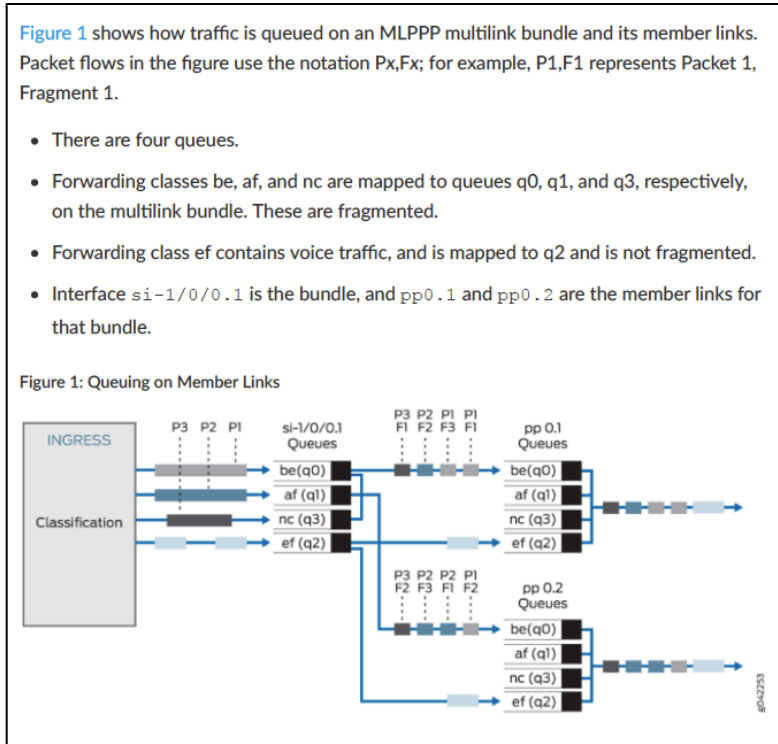 Figure 1 shows how traffic is queued on an MLPPP multilink bundle and its member links.
Packet flows in the figure use the notation Px,Fx; for example, P1,F1 represents Packet 1,
Fragment 1.
• There are four queues.
• Forwarding classes be, af, and nc are mapped to queues q0, q1, and q3, respectively,
on the multilink bundle. These are fragmented.
• Forwarding class ef contains voice traffic, and is mapped to q2 and is not fragmented.
• Interface si-1/0/0.1 is the bundle, and pp0.1 and pp0.2 are the member links for
that bundle.
Figure 1: Queuing on Member Links
INGRESS
Classification
P3 P2 P1
si-1/0/0.1
Queues
be(q0)
af (q1)
nc (q3)
ef (q2)
P3 P2 P1 P1
F1 F2 F3 F1
pp 0.1
Queues
be(q0)
af (q1)
nc (q3)
ef (q2)
P3 P2 P2 P1
F2 F3 F1 F2
pp 0.2
Queues
be(q0)
af (q1)
nc (q3)
ef (q2)
g042253